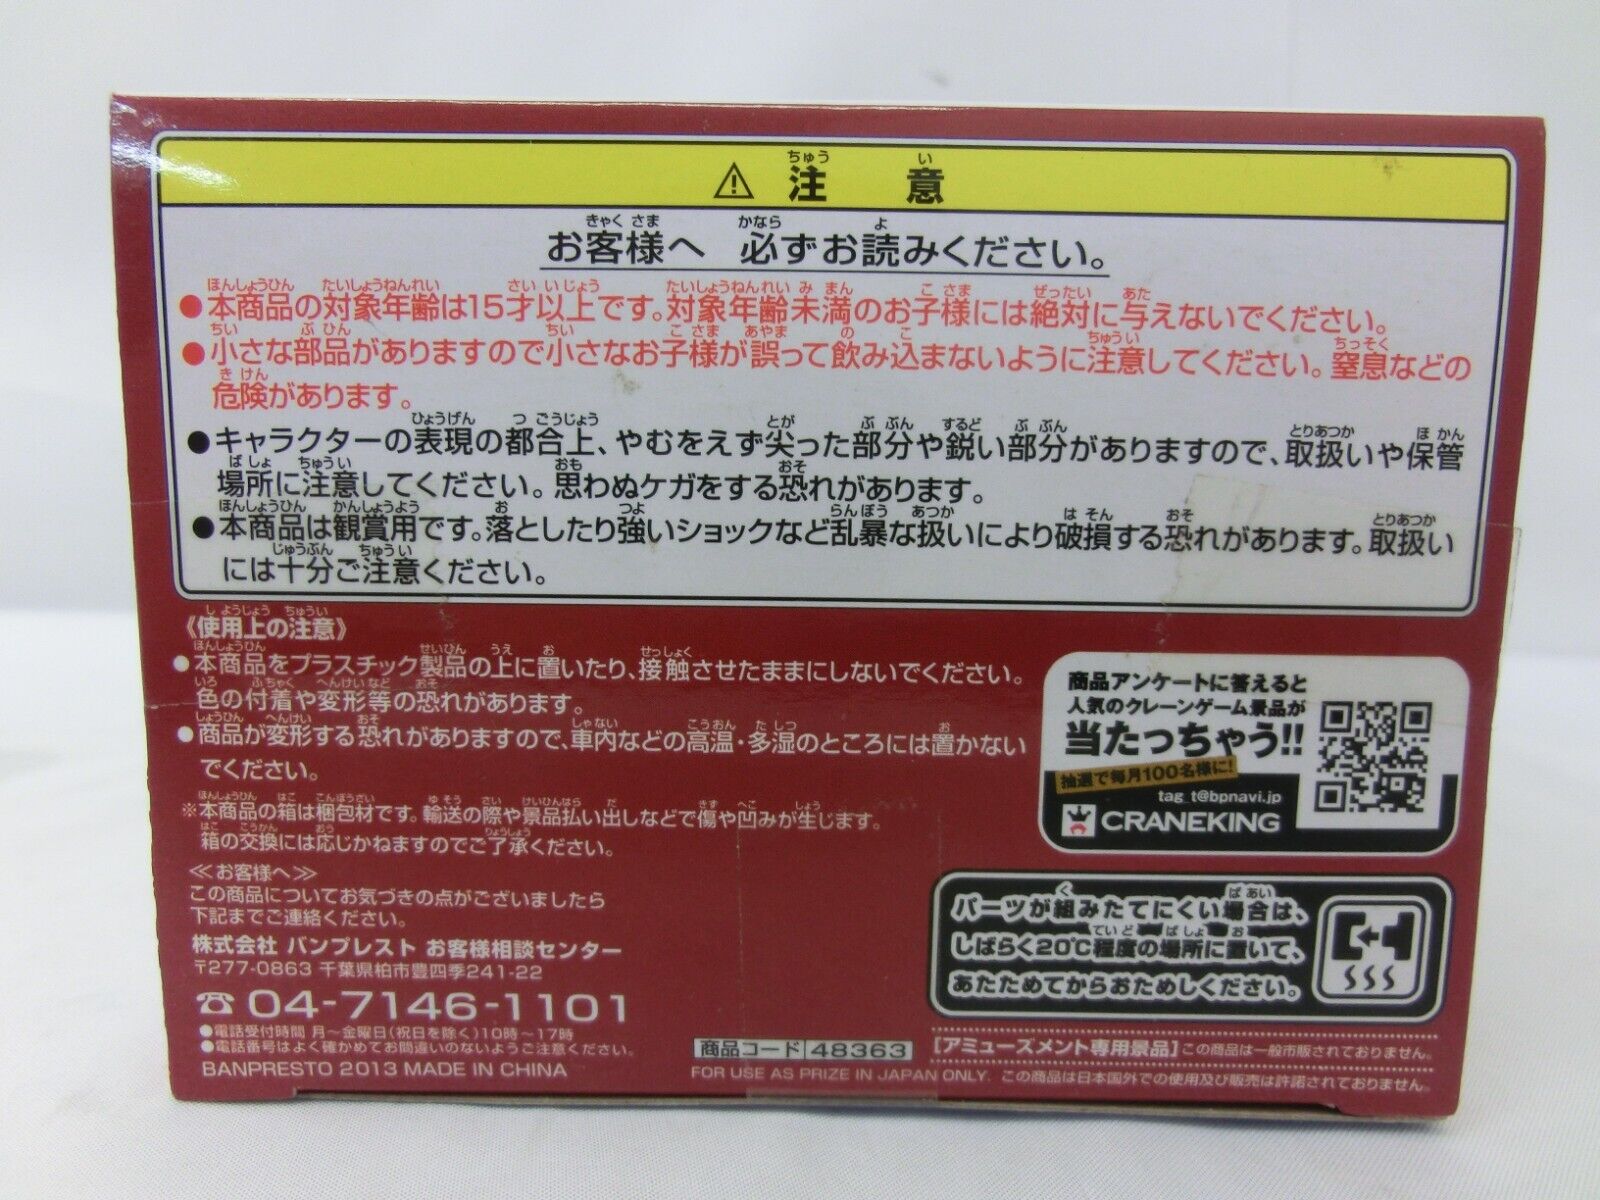 ⚠ 注意
お客様へ 必ずお読みください。
●本商品の対象年齢は15才以上です。対象年齢未満のお子様には絶対に与えないでください。
●小さな部品がありますので小さなお子様が誤って飲み込まないように注意してください。窒息などの
危険があります。
●キャラクターの表現の都合上、やむをえず尖った部分や鋭い部分がありますので、取扱いや保管
場所に注意してください。思わぬケガをする恐れがあります。
●本商品は観賞用です。落としたり強いショックなど乱暴な扱いにより破損する恐れがあります。取扱い
には十分ご注意ください。
《使用上の注意》
●本商品をプラスチック製品の上に置いたり、接触させたままにしないでください。
色の付着や変形等の恐れがあります。
●商品が変形する恐れがありますので、車内などの高温・多湿のところには置かない
でください。
※本商品の箱は梱包材です。輸送の際や景品払い出しなどで傷や凹みが生じます。
箱の交換には応じかねますのでご了承ください。
≪お客様へ≫
この商品についてお気づきの点がございましたら
下記までご連絡ください。
株式会社 バンプレスト お客様相談センター
〒277-0863 千葉県柏市豊四季241-22
☎04-7146-1101
●電話受付時間 月～金曜日(祝日を除く)10時～17時
●電話番号はよく確かめてお間違いのないようご注意ください。
BANPRESTO 2013 MADE IN CHINA
商品アンケートに答えると
人気のクレーンゲーム景品が
当たっちゃう!!
抽選で毎月100名様に!
tag_t@bpnavi.jp
CRANEKING
パーツが組みたてにくい場合は、
しばらく20℃程度の場所に置いて、
あたためてからおためしください。
商品コード 48363
[アミューズメント専用景品]この商品は一般市販されておりません。
FOR USE AS PRIZE IN JAPAN ONLY. この商品は日本国外での使用及び販売は許諾されておりません。